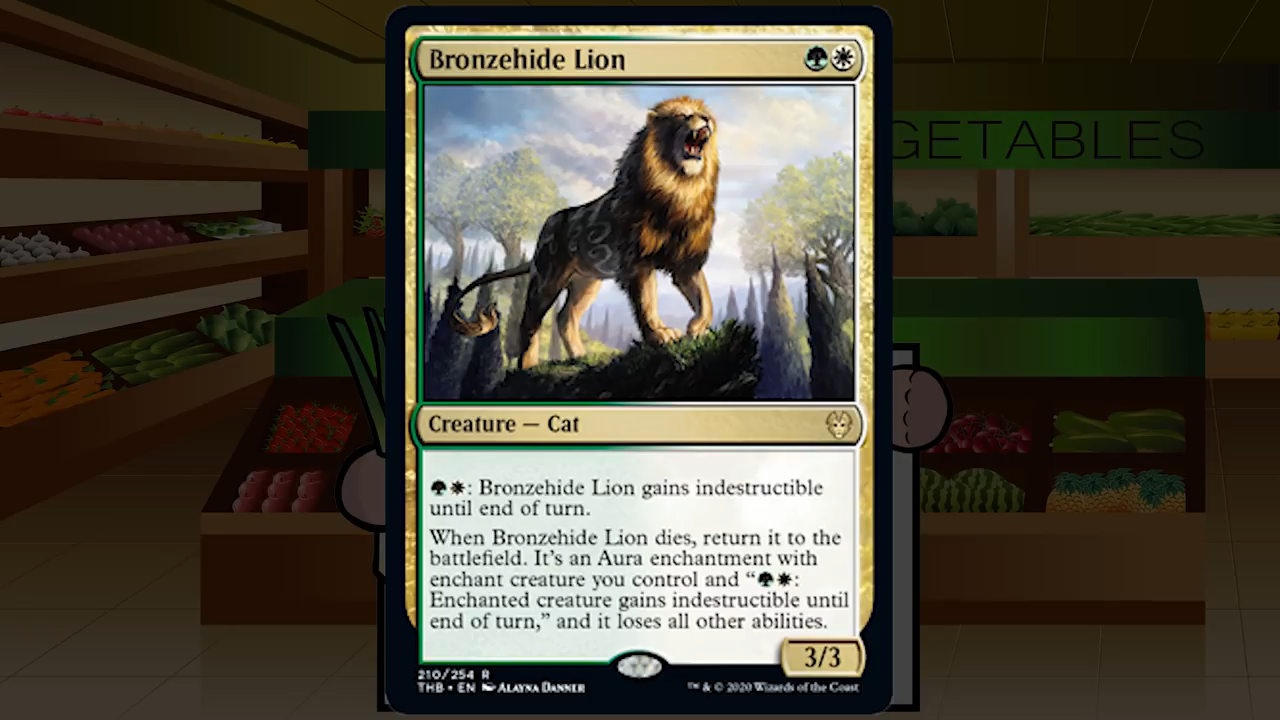 Bronzehide Lion
GETABLES
Creature — Cat
: Bronzehide Lion gains indestructible
until end of turn.
When Bronzehide Lion dies, return it to the
battlefield. It's an Aura enchantment with
enchant creature you control and “:
Enchanted creature gains indestructible until
end of turn,” and it loses all other abilities.
3/3
210/254 R
THB • EN Alayna Danner
™ & © 2020 Wizards of the Coast